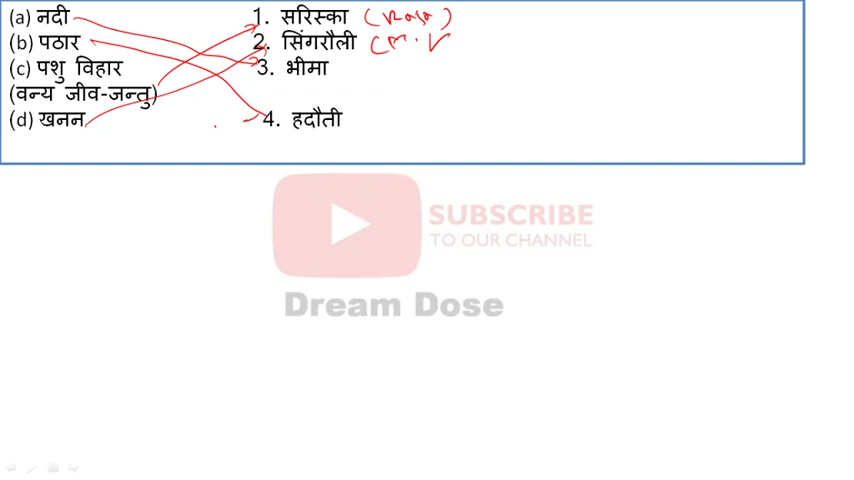 (a) नदी 1. सरिस्का (Raja)
(b) पठार 2. सिंगरौली (M.
(c) पशु विहार 3. भीमा
(वन्य जीव-जन्तु)
(d) खनन 4. हदौती
SUBSCRIBE
TO OUR CHANNEL
Dream Dose